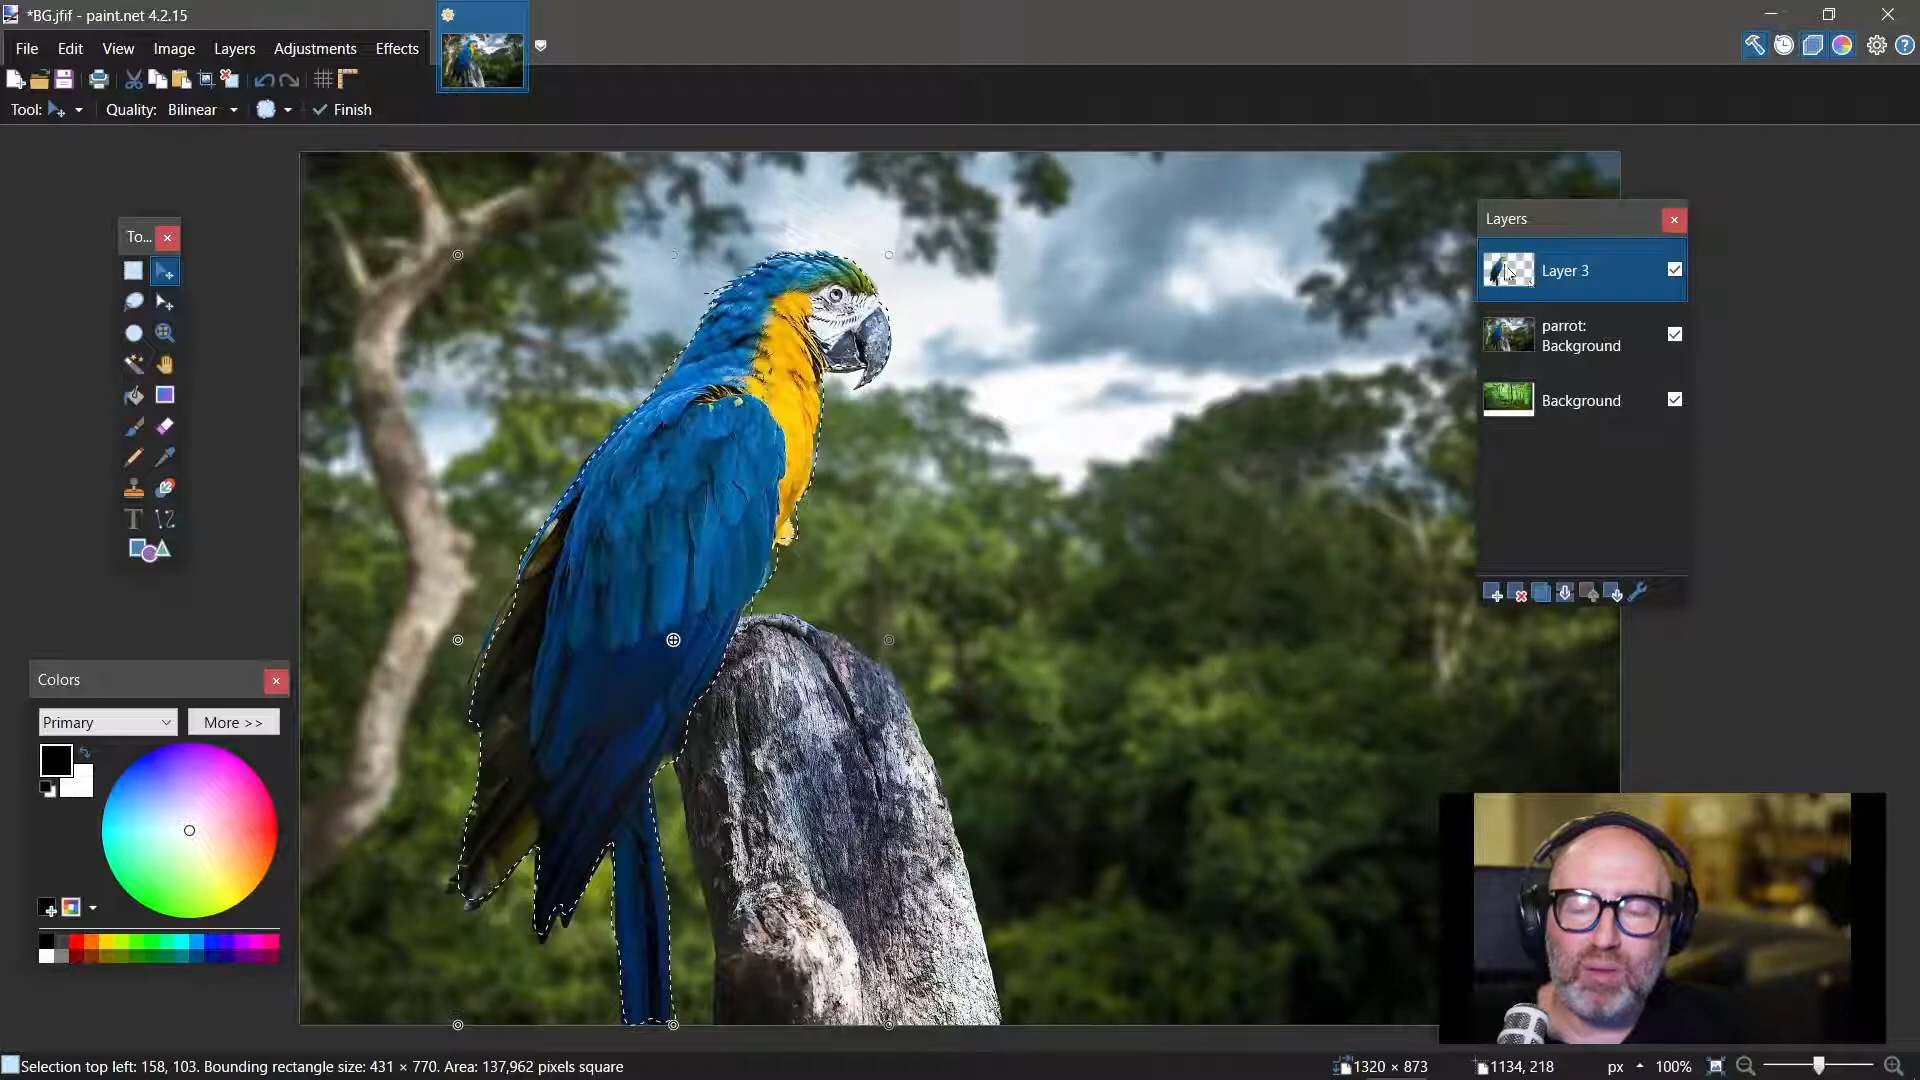 *BG.jfif - paint.net 4.2.15
File Edit View Image Layers Adjustments Effects
Tool: Quality: Bilinear Finish
To...
Layers
Layer 3
parrot:
Background
Background
Colors
Primary More >>
Selection top left: 158, 103. Bounding rectangle size: 431 × 770. Area: 137,962 pixels square 1320 × 873 1134, 218 px 100%